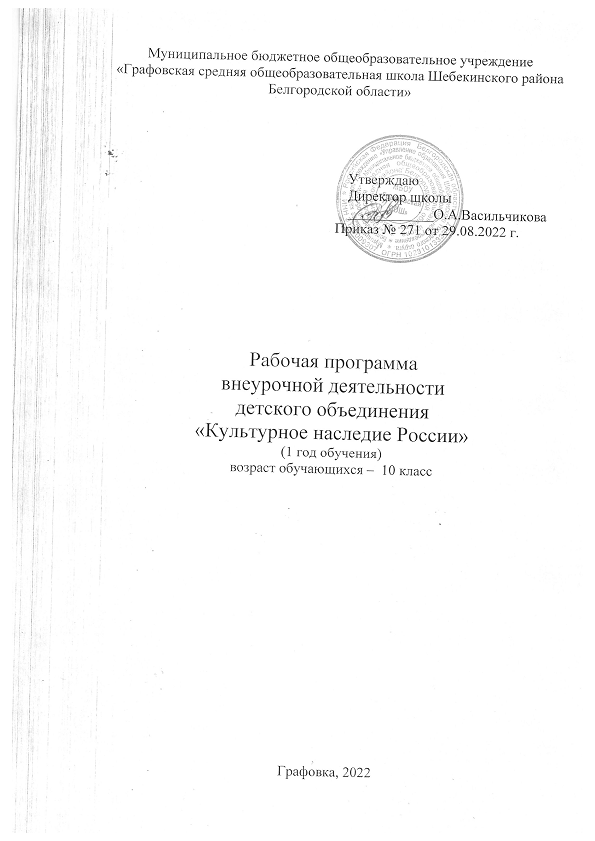 Муниципальное бюджетное общеобразовательное учреждение
«Графовская средняя общеобразовательная школа Шебекинского района
Белгородской области»
Утверждаю
Директор школы
О.А.Васильчикова
Приказ № 271 от 29.08.2022 г.
Рабочая программа
внеурочной деятельности
детского объединения
«Культурное наследие России»
(1 год обучения)
возраст обучающихся – 10 класс
Графовка, 2022